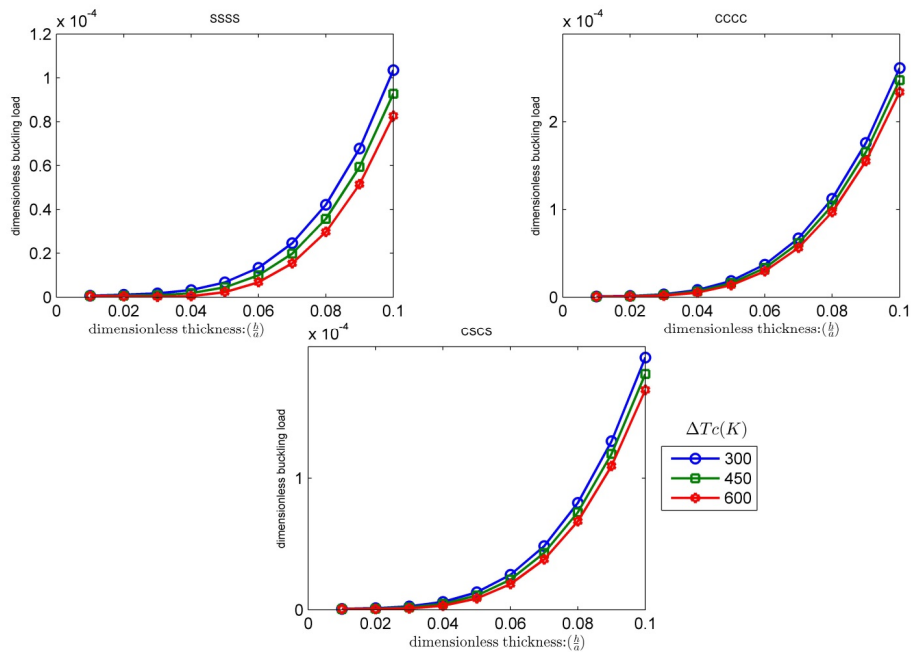 SSSS
x 10⁻⁴
1.2
1
0.8
0.6
0.4
0.2
0
0 0.02 0.04 0.06 0.08 0.1
dimensionless buckling load
dimensionless thickness:(h/a)
CCCC
x 10⁻⁴
2
1
0
0 0.02 0.04 0.06 0.08 0.1
dimensionless buckling load
dimensionless thickness:(h/a)
CSCS
x 10⁻⁴
1
0
0 0.02 0.04 0.06 0.08 0.1
dimensionless buckling load
dimensionless thickness:(h/a)
ΔTc(K)
300
450
600